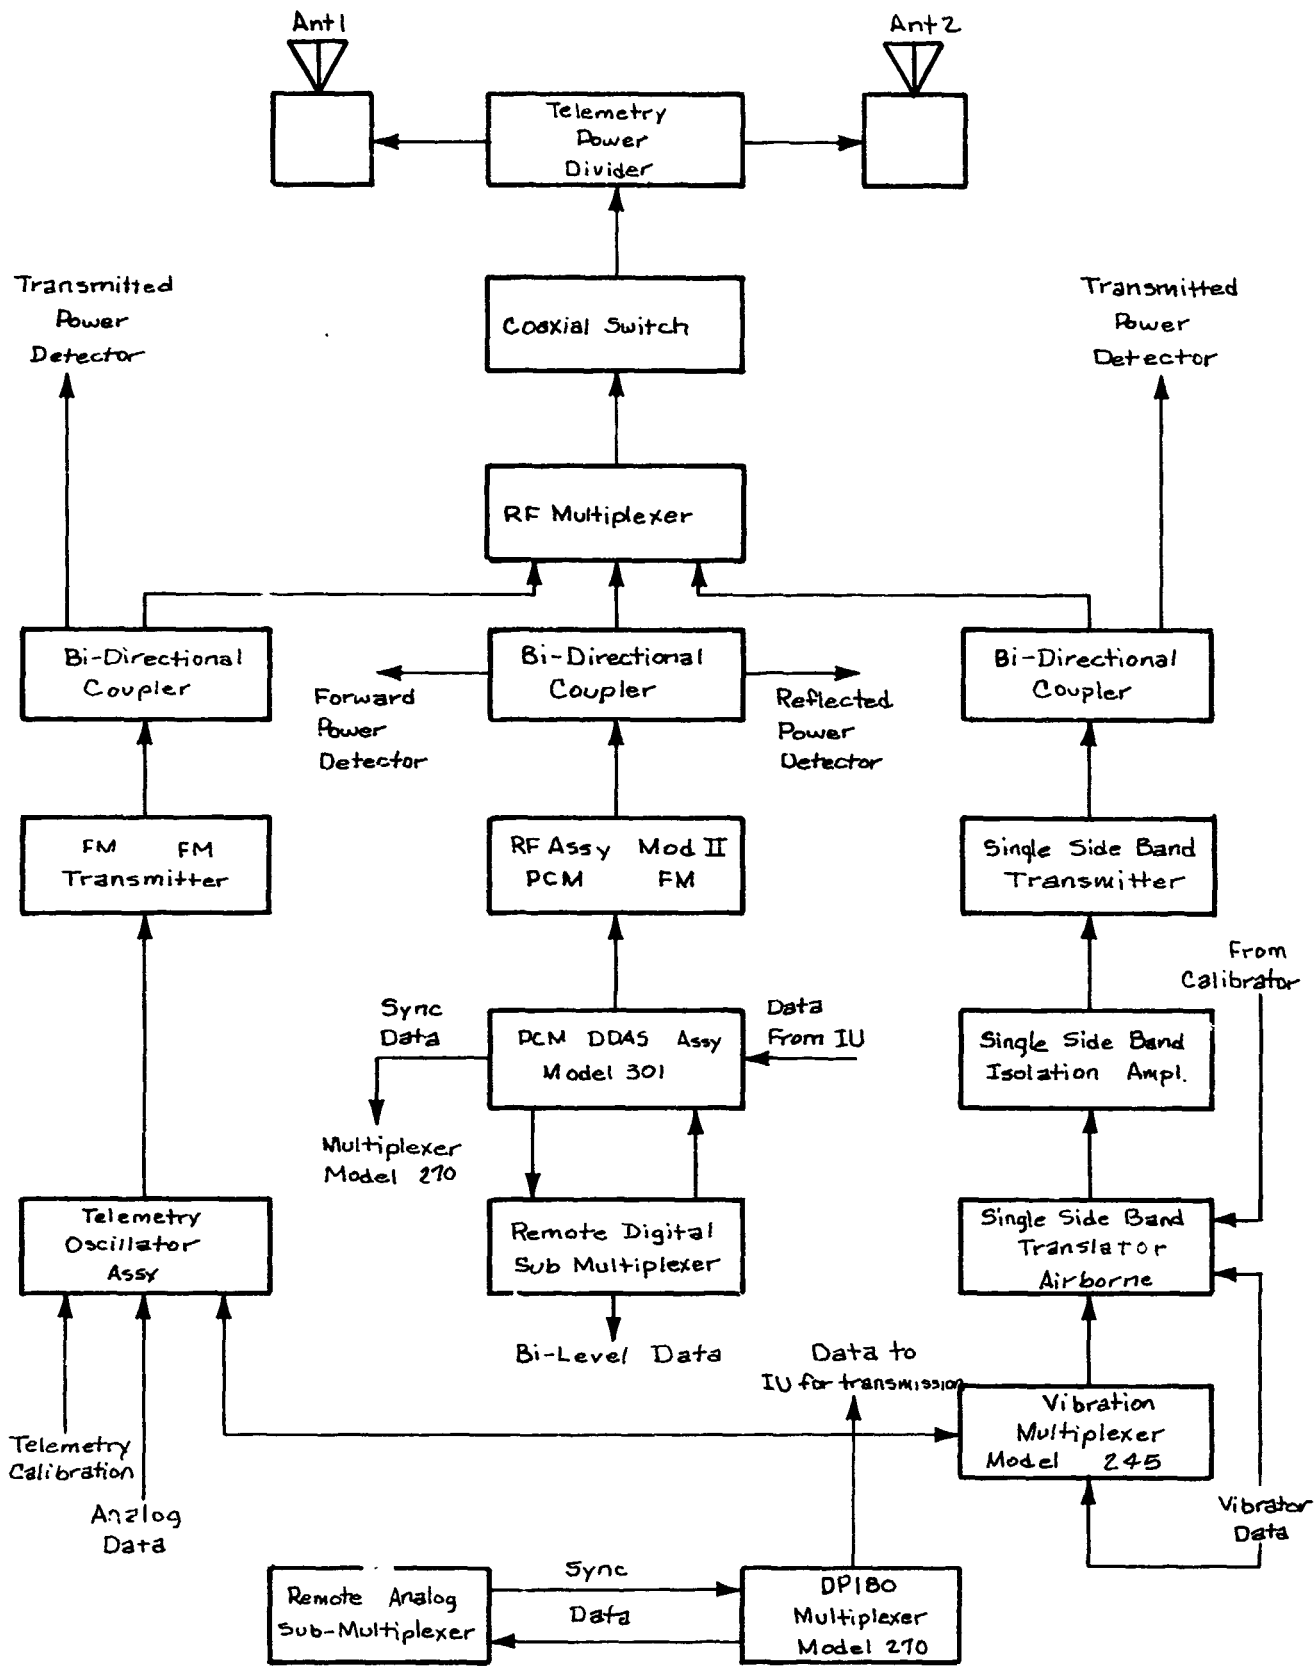 Ant1
Ant2
Telemetry
Power
Divider
Transmitted
Power
Detector
Coaxial Switch
Transmitted
Power
Detector
RF Multiplexer
Bi-Directional
Coupler
Forward
Power
Detector
Bi-Directional
Coupler
Reflected
Power
Detector
Bi-Directional
Coupler
FM FM
Transmitter
RF Assy Mod II
PCM FM
Single Side Band
Transmitter
From
Calibrator
Sync
Data
PCM DDAS Assy
Model 301
Data
From IU
Single Side Band
Isolation Ampl.
Multiplexer
Model 270
Telemetry
Oscillator
Assy
Remote Digital
Sub Multiplexer
Single Side Band
Translator
Airborne
Bi-Level Data
Data to
IU for transmission
Vibration
Multiplexer
Model 245
Telemetry
Calibration
Analog
Data
Vibrator
Data
Remote Analog
Sub-Multiplexer
Sync
Data
DP180
Multiplexer
Model 270